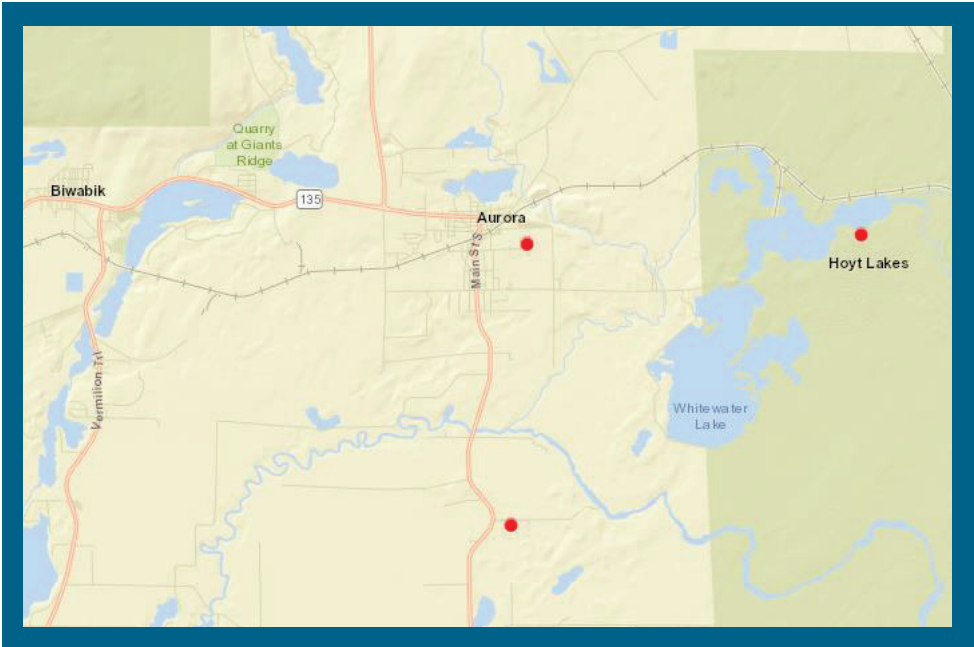 Quarry
at Giants
Ridge
Biwabik
135
Aurora
Main St S
Hoyt Lakes
Vermilion Trl
Whitewater
Lake